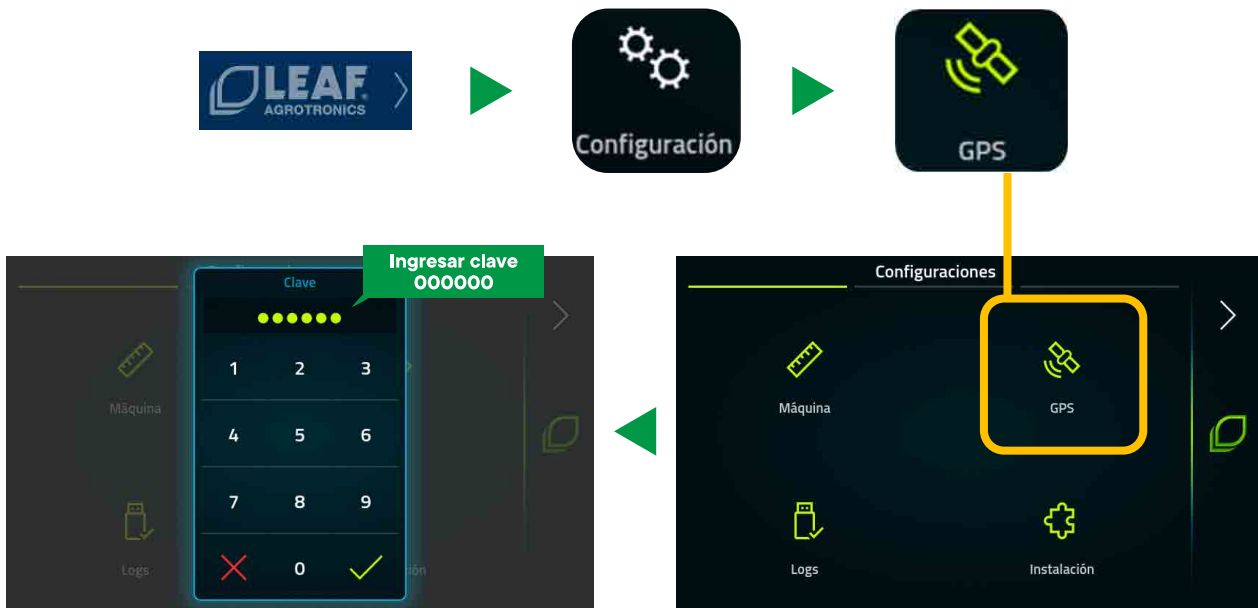 LEAF®
AGROTRONICS
Configuración
GPS
Clave
Ingresar clave
000000
1 2 3
4 5 6
7 8 9
0
Máquina
Logs
ión
Configuraciones
Máquina
GPS
Logs
Instalación